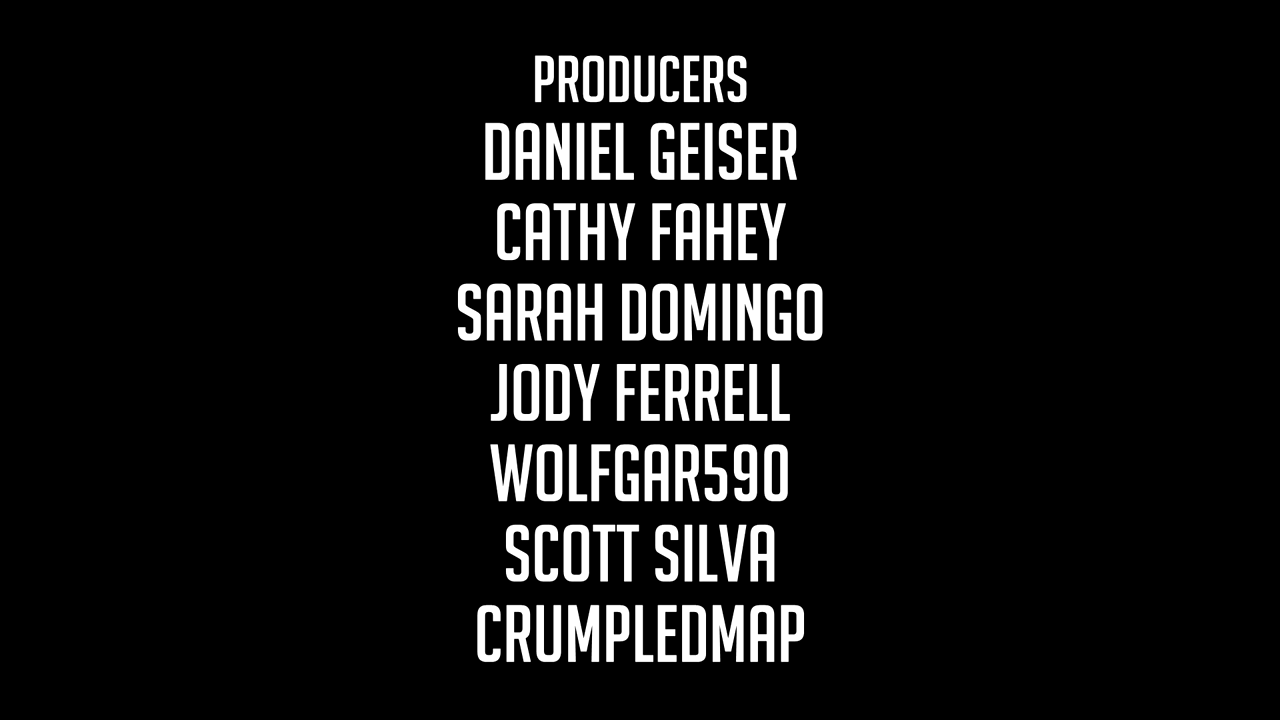 PRODUCERS
DANIEL GEISER
CATHY FAHEY
SARAH DOMINGO
JODY FERRELL
WOLFGAR590
SCOTT SILVA
CRUMPLEDMAP